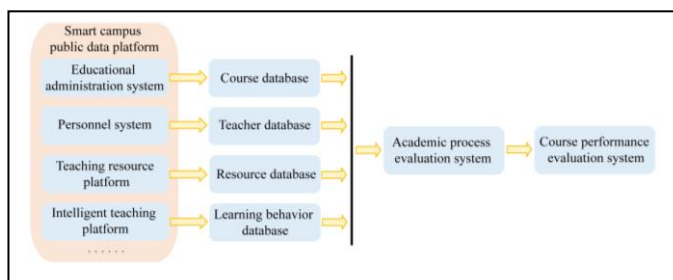 Smart campus
public data platform
Educational
administration system
Course database
Personnel system
Teacher database
Teaching resource
platform
Resource database
Intelligent teaching
platform
Learning behavior
database
......
Academic process
evaluation system
Course performance
evaluation system